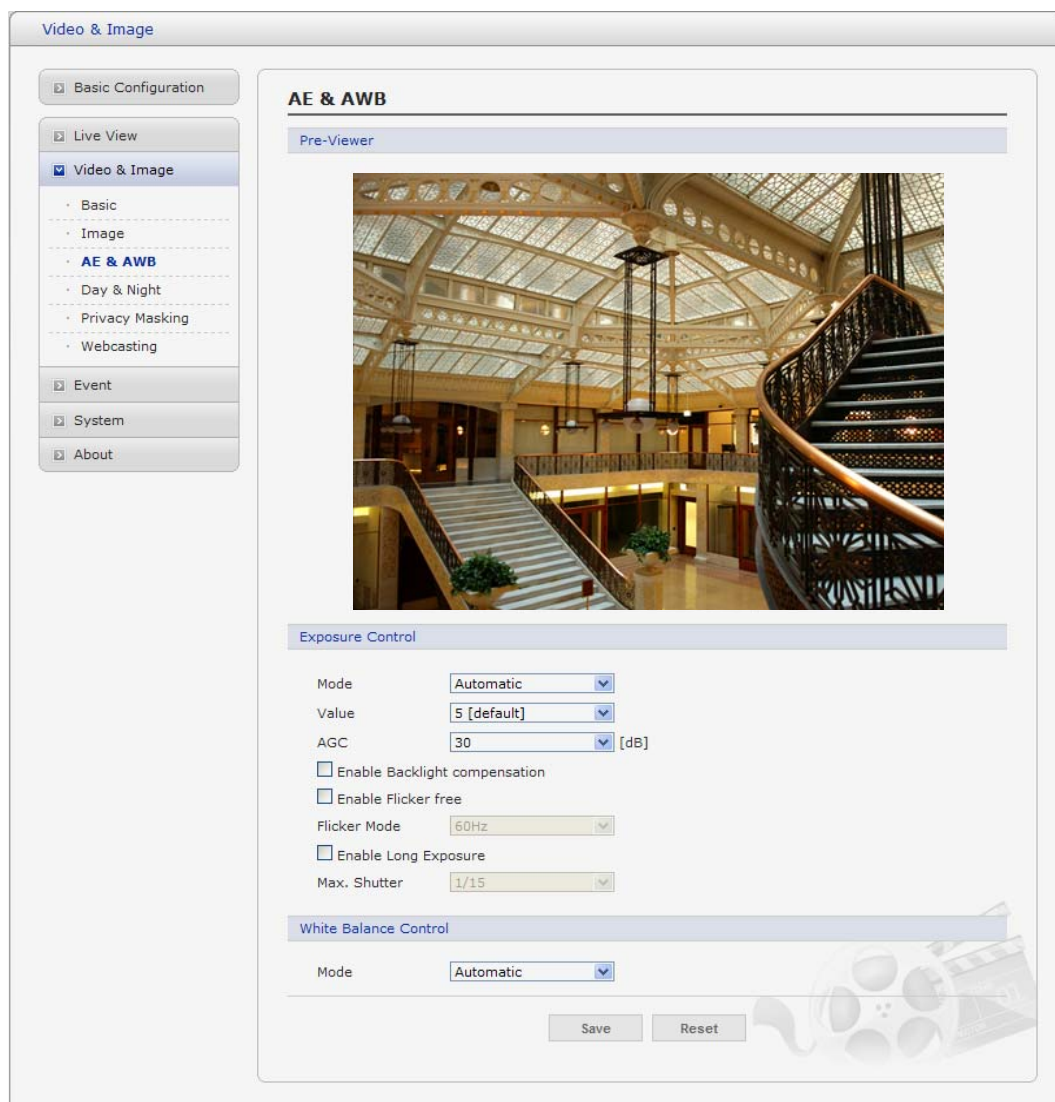 Video & Image
Basic Configuration
Live View
Video & Image
Basic
Image
AE & AWB
Day & Night
Privacy Masking
Webcasting
Event
System
About
AE & AWB
Pre-Viewer
Exposure Control
Mode Automatic
Value 5 [default]
AGC 30 [dB]
Enable Backlight compensation
Enable Flicker free
Flicker Mode 60Hz
Enable Long Exposure
Max. Shutter 1/15
White Balance Control
Mode Automatic
Save Reset